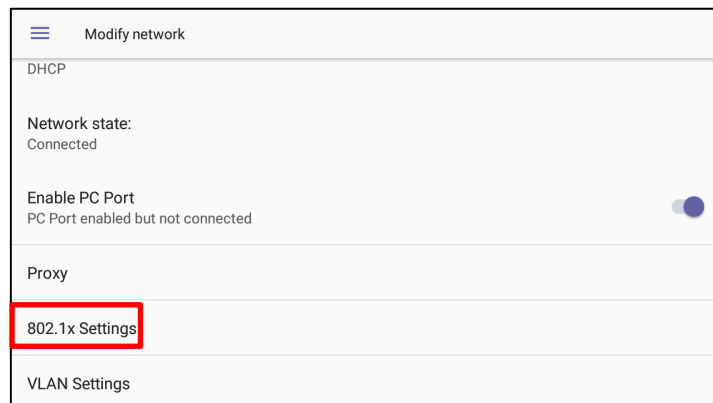 Modify network
DHCP
Network state:
Connected
Enable PC Port
PC Port enabled but not connected
Proxy
802.1x Settings
VLAN Settings